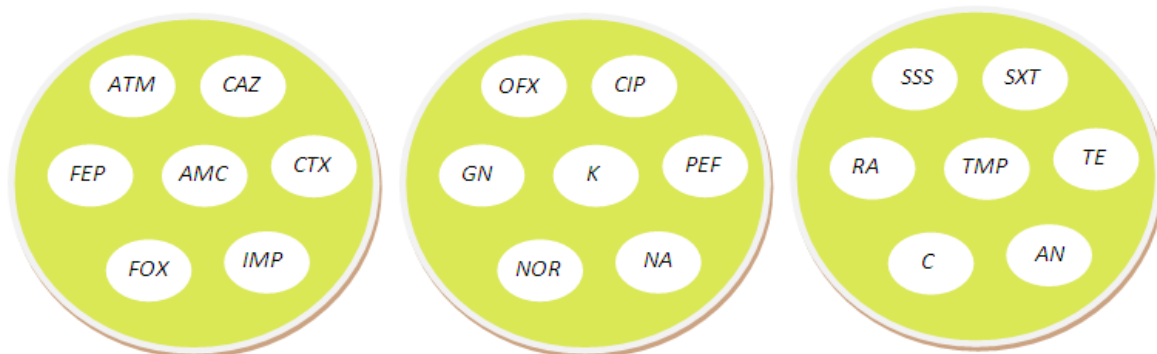 ATM CAZ
FEP AMC CTX
FOX IMP
OFX CIP
GN K PEF
NOR NA
SSS SXT
RA TMP TE
C AN